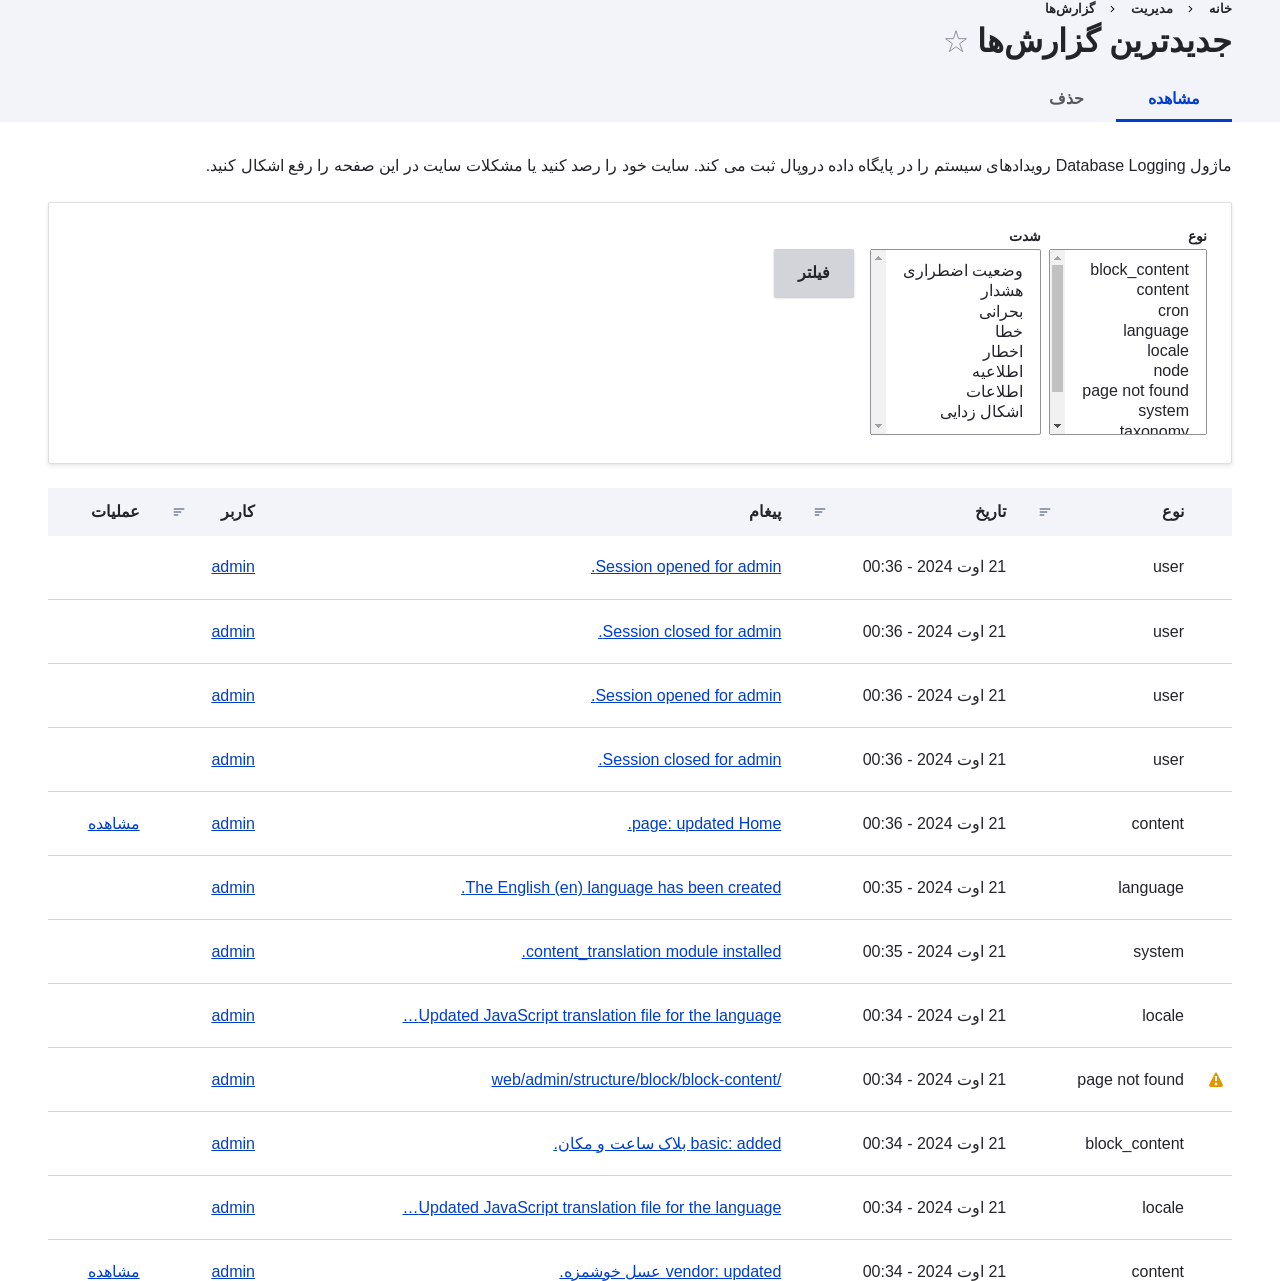 خانه › مدیریت › گزارش‌ها
جدیدترین گزارش‌ها ☆
مشاهده حذف
ماژول Database Logging رویدادهای سیستم را در پایگاه داده دروپال ثبت می کند. سایت خود را رصد کنید یا مشکلات سایت در این صفحه را رفع اشکال کنید.
نوع
block_content
content
cron
language
locale
node
page not found
system
taxonomy
شدت
وضعیت اضطراری
هشدار
بحرانی
خطا
اخطار
اطلاعیه
اطلاعات
اشکال زدایی
فیلتر
نوع تاریخ پیغام کاربر عملیات
user 21 اوت 2024 - 00:36 Session opened for admin. admin
user 21 اوت 2024 - 00:36 Session closed for admin. admin
user 21 اوت 2024 - 00:36 Session opened for admin. admin
user 21 اوت 2024 - 00:36 Session closed for admin. admin
content 21 اوت 2024 - 00:36 page: updated Home. admin مشاهده
language 21 اوت 2024 - 00:35 The English (en) language has been created. admin
system 21 اوت 2024 - 00:35 content_translation module installed. admin
locale 21 اوت 2024 - 00:34 Updated JavaScript translation file for the language… admin
page not found 21 اوت 2024 - 00:34 /web/admin/structure/block/block-content admin
block_content 21 اوت 2024 - 00:34 basic: added بلاک ساعت و مکان. admin
locale 21 اوت 2024 - 00:34 Updated JavaScript translation file for the language… admin
content 21 اوت 2024 - 00:34 vendor: updated عسل خوشمزه. admin مشاهده